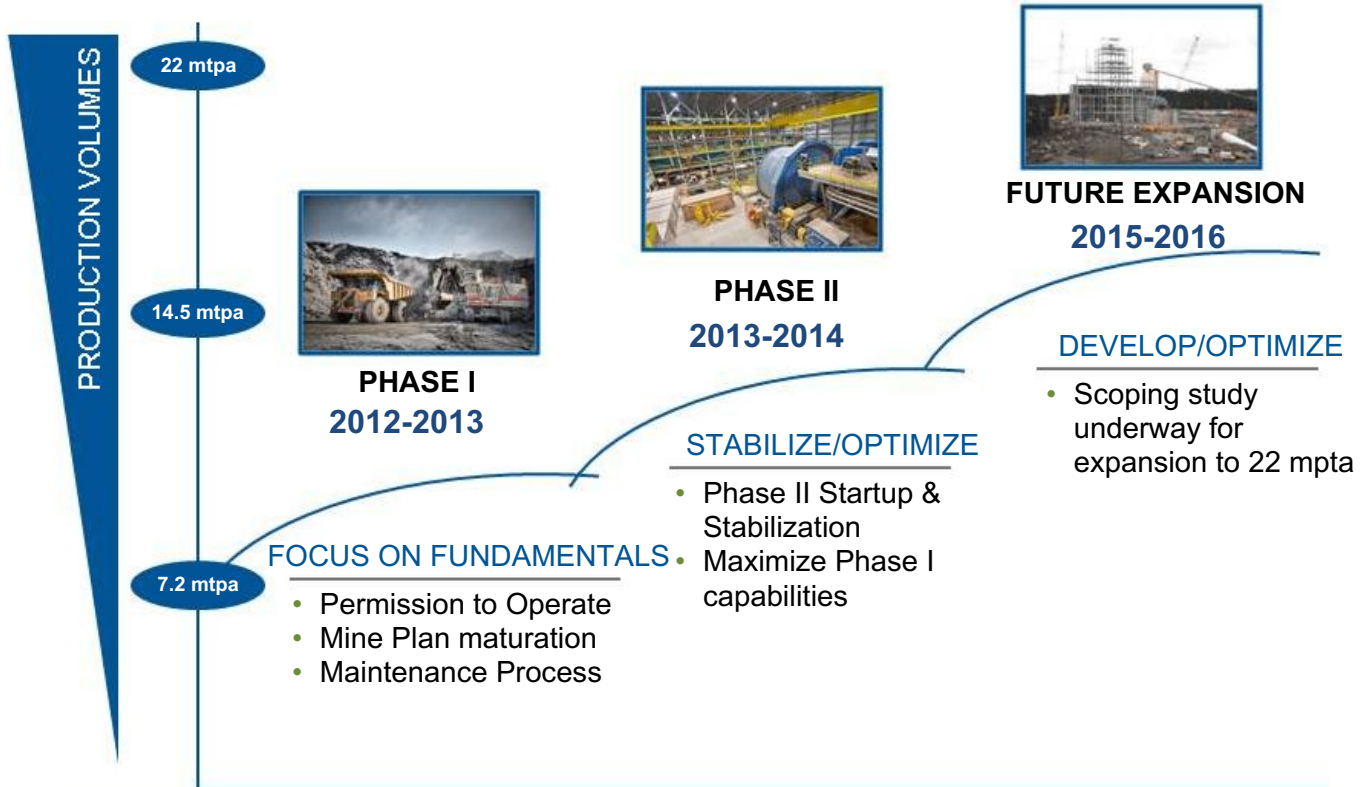 PRODUCTION VOLUMES
22 mtpa
14.5 mtpa
7.2 mtpa
PHASE I
2012-2013
FOCUS ON FUNDAMENTALS
• Permission to Operate
• Mine Plan maturation
• Maintenance Process
PHASE II
2013-2014
STABILIZE/OPTIMIZE
• Phase II Startup &
Stabilization
• Maximize Phase I
capabilities
FUTURE EXPANSION
2015-2016
DEVELOP/OPTIMIZE
• Scoping study
underway for
expansion to 22 mpta